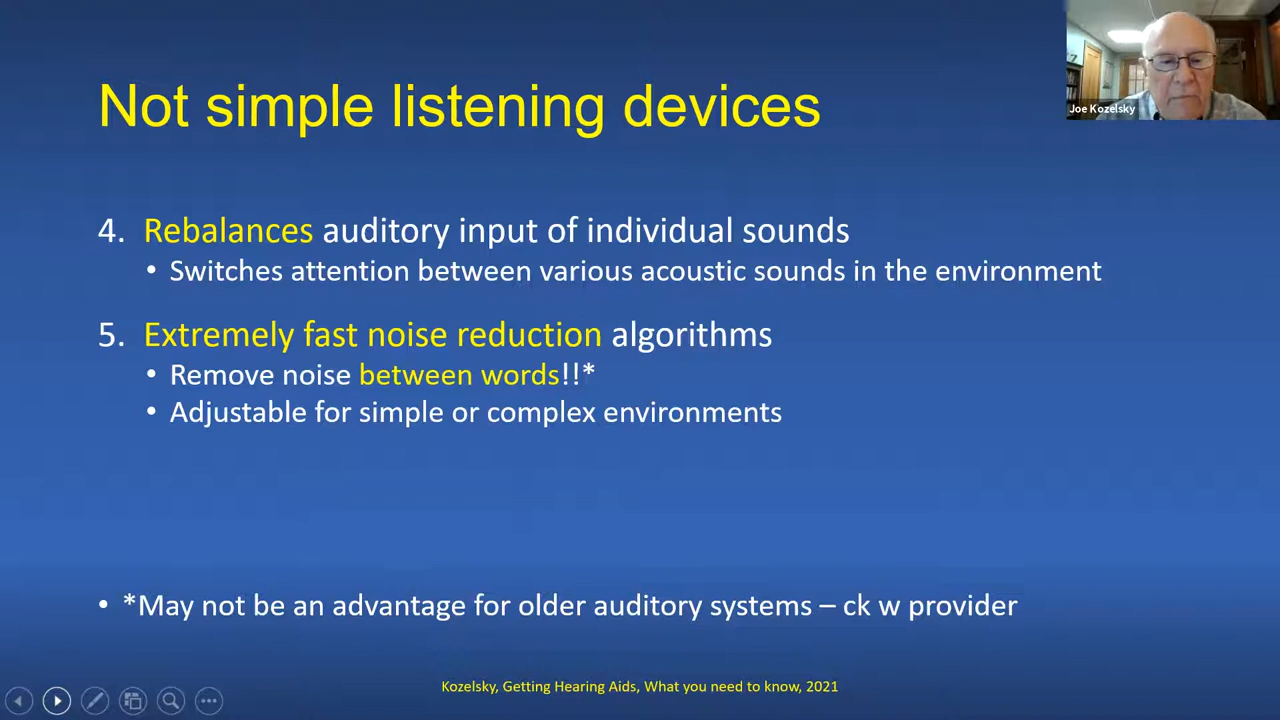 Not simple listening devices
Joe Kozelsky
4. Rebalances auditory input of individual sounds
• Switches attention between various acoustic sounds in the environment
5. Extremely fast noise reduction algorithms
• Remove noise between words!!*
• Adjustable for simple or complex environments
• *May not be an advantage for older auditory systems – ck w provider
Kozelsky, Getting Hearing Aids, What you need to know, 2021